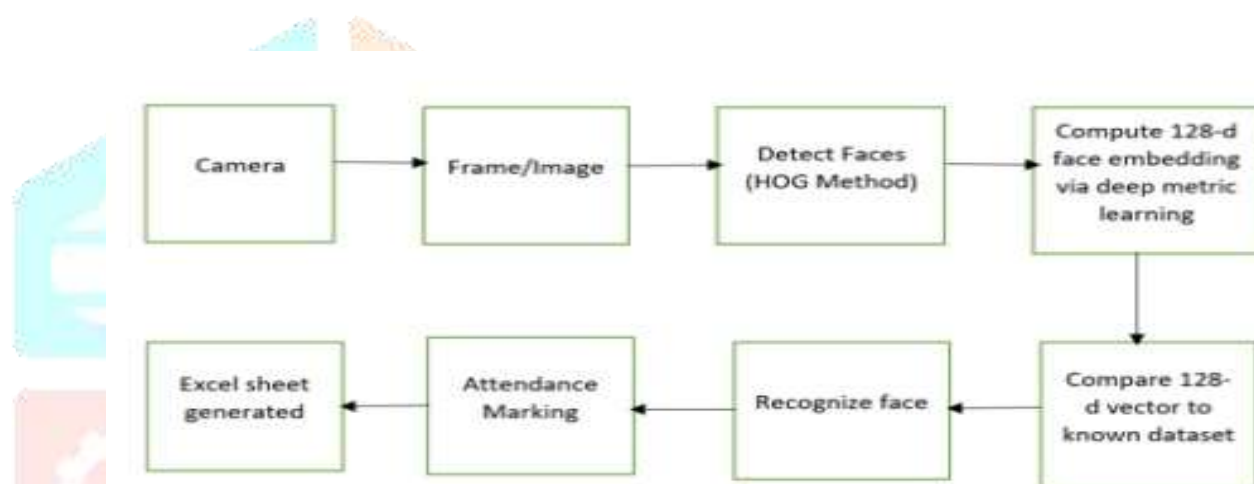 Camera
Frame/Image
Detect Faces
(HOG Method)
Compute 128-d
face embedding
via deep metric
learning
Compare 128-
d vector to
known dataset
Recognize face
Attendance
Marking
Excel sheet
generated